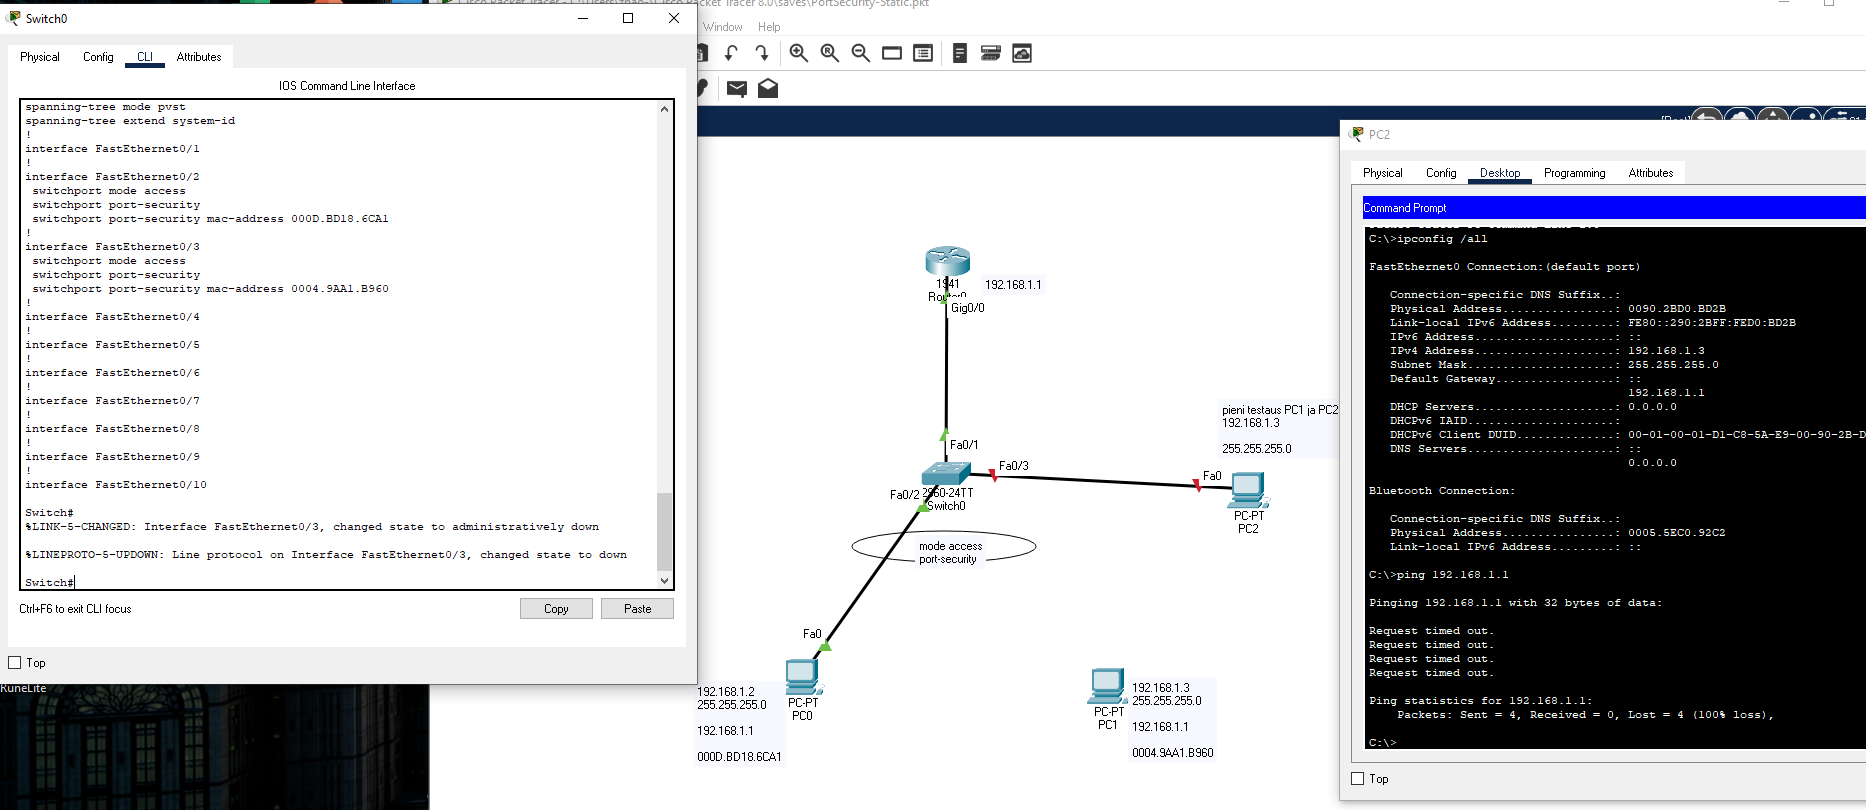 Switch0
Physical Config CLI Attributes
IOS Command Line Interface
spanning-tree mode pvst
spanning-tree extend system-id
!
interface FastEthernet0/1
!
interface FastEthernet0/2
switchport mode access
switchport port-security
switchport port-security mac-address 000D.BD18.6CA1
!
interface FastEthernet0/3
switchport mode access
switchport port-security
switchport port-security mac-address 0004.9AA1.B960
!
interface FastEthernet0/4
!
interface FastEthernet0/5
!
interface FastEthernet0/6
!
interface FastEthernet0/7
!
interface FastEthernet0/8
!
interface FastEthernet0/9
!
interface FastEthernet0/10
Switch#
%LINK-5-CHANGED: Interface FastEthernet0/3, changed state to administratively down
%LINEPROTO-5-UPDOWN: Line protocol on Interface FastEthernet0/3, changed state to down
Switch#
Ctrl+F6 to exit CLI focus
Copy Paste
Top
RuneLite
Packet Tracer 8.0\saves\PortSecurity-Static.pkt
Window Help
1941
Router0
192.168.1.1
Gig0/0
Fa0/1
Fa0/3
Fa0/2
2960-24TT
Switch0
pieni testaus PC1 ja PC2
192.168.1.3
255.255.255.0
Fa0
PC-PT
PC2
mode access
port-security
Fa0
192.168.1.2
255.255.255.0
192.168.1.1
000D.BD18.6CA1
PC-PT
PC0
PC-PT
PC1
192.168.1.3
255.255.255.0
192.168.1.1
0004.9AA1.B960
PC2
Physical Config Desktop Programming Attributes
Command Prompt
C:\>ipconfig /all
FastEthernet0 Connection:(default port)
Connection-specific DNS Suffix..:
Physical Address................: 0090.2BD0.BD2B
Link-local IPv6 Address.........: FE80::290:2BFF:FED0:BD2B
IPv6 Address....................: ::
IPv4 Address....................: 192.168.1.3
Subnet Mask.....................: 255.255.255.0
Default Gateway.................: ::
192.168.1.1
DHCP Servers....................: 0.0.0.0
DHCPv6 IAID.....................:
DHCPv6 Client DUID..............: 00-01-00-01-D1-C8-5A-E9-00-90-2B-D
DNS Servers.....................: ::
0.0.0.0
Bluetooth Connection:
Connection-specific DNS Suffix..:
Physical Address................: 0005.5EC0.92C2
Link-local IPv6 Address.........: ::
C:\>ping 192.168.1.1
Pinging 192.168.1.1 with 32 bytes of data:
Request timed out.
Request timed out.
Request timed out.
Request timed out.
Ping statistics for 192.168.1.1:
Packets: Sent = 4, Received = 0, Lost = 4 (100% loss),
C:\>
Top